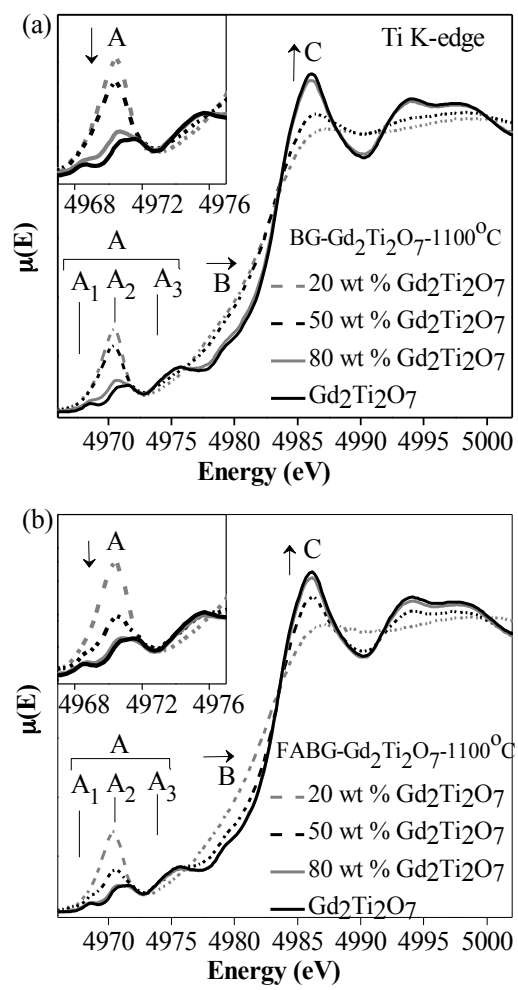 (a)
Ti K-edge
A
C
4968 4972 4976
A
B
A1 A2 A3
BG-Gd2Ti2O7-1100°C
20 wt % Gd2Ti2O7
50 wt % Gd2Ti2O7
80 wt % Gd2Ti2O7
Gd2Ti2O7
μ(E)
4970 4975 4980 4985 4990 4995 5000
Energy (eV)
(b)
A
C
4968 4972 4976
A
B
A1 A2 A3
FABG-Gd2Ti2O7-1100°C
20 wt % Gd2Ti2O7
50 wt % Gd2Ti2O7
80 wt % Gd2Ti2O7
Gd2Ti2O7
μ(E)
4970 4975 4980 4985 4990 4995 5000
Energy (eV)